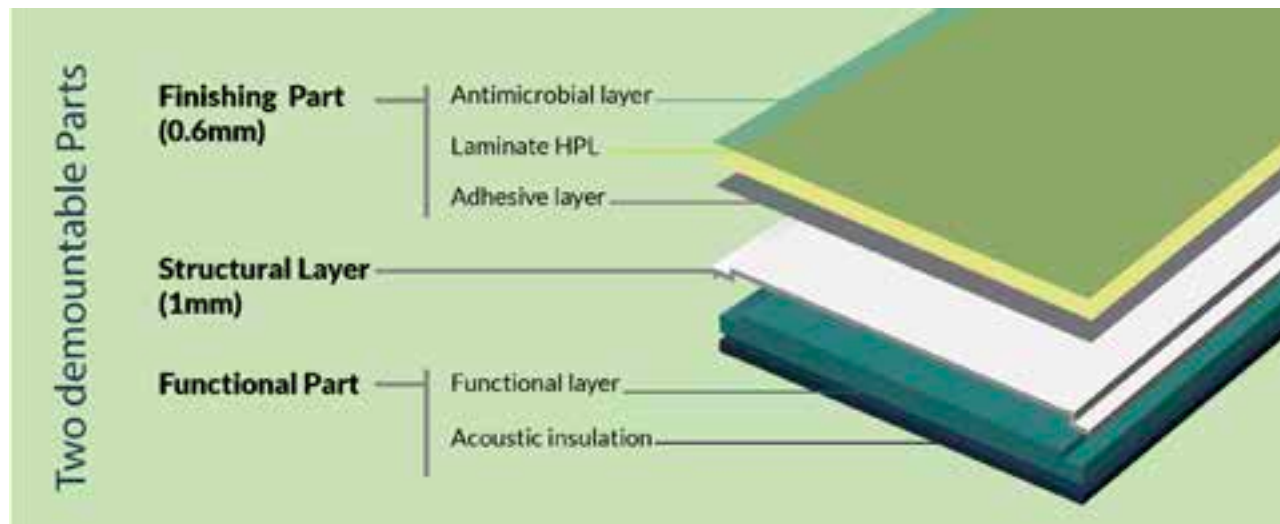 Two demountable Parts
Finishing Part
(0.6mm)
Antimicrobial layer
Laminate HPL
Adhesive layer
Structural Layer
(1mm)
Functional Part
Functional layer
Acoustic insulation